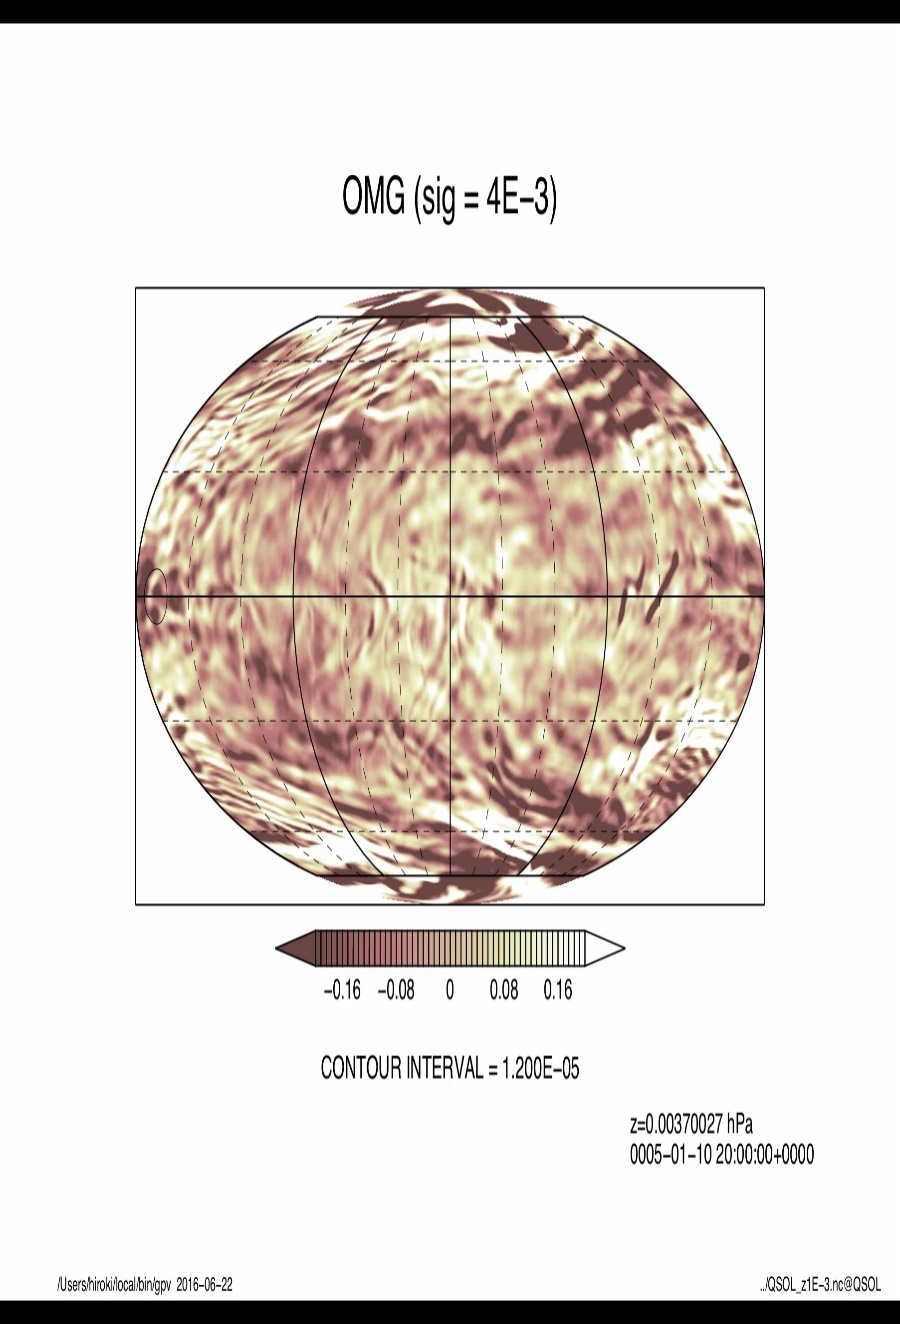 OMG (sig = 4E−3)
−0.16 −0.08 0 0.08 0.16
CONTOUR INTERVAL = 1.200E−05
z=0.00370027 hPa
0005−01−10 20:00:00+0000
/Users/hiroki/local/bin/gpv 2016−06−22
../QSOL_z1E−3.nc@QSOL